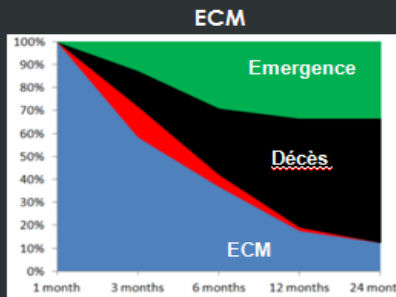 ECM
100%
90%
80%
70%
60%
50%
40%
30%
20%
10%
0%
Emergence
Décès
ECM
1 month
3 months
6 months
12 months
24 mont